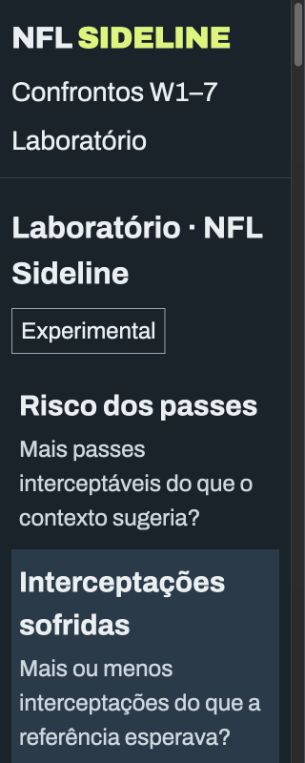 NFL SIDELINE
Confrontos W1–7
Laboratório
Laboratório · NFL
Sideline
Experimental
Risco dos passes
Mais passes
interceptáveis do que o
contexto sugeria?
Interceptações
sofridas
Mais ou menos
interceptações do que a
referência esperava?